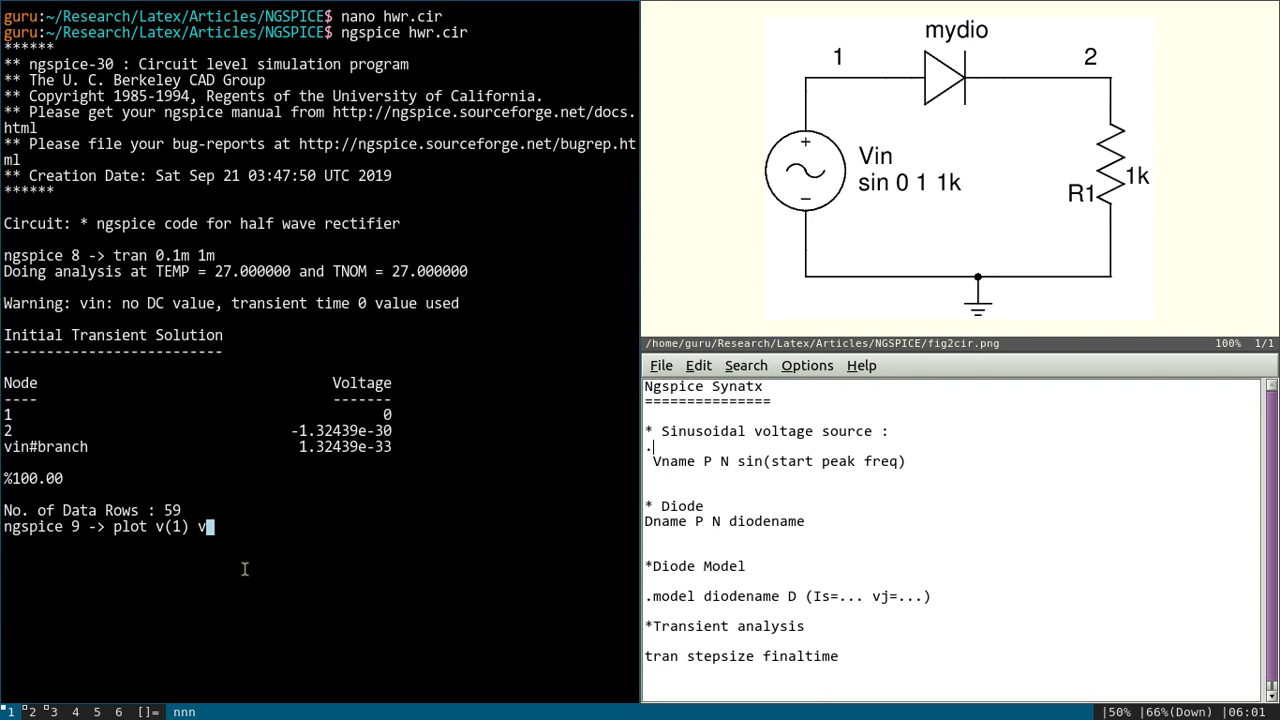 guru:~/Research/Latex/Articles/NGSPICE$ nano hwr.cir
guru:~/Research/Latex/Articles/NGSPICE$ ngspice hwr.cir
******
** ngspice-30 : Circuit level simulation program
** The U. C. Berkeley CAD Group
** Copyright 1985-1994, Regents of the University of California.
** Please get your ngspice manual from http://ngspice.sourceforge.net/docs.
html
** Please file your bug-reports at http://ngspice.sourceforge.net/bugrep.ht
ml
** Creation Date: Sat Sep 21 03:47:50 UTC 2019
******
Circuit: * ngspice code for half wave rectifier
ngspice 8 -> tran 0.1m 1m
Doing analysis at TEMP = 27.000000 and TNOM = 27.000000
Warning: vin: no DC value, transient time 0 value used
Initial Transient Solution
--------------------------
Node Voltage
---- -------
1 0
2 -1.32439e-30
vin#branch 1.32439e-33
%100.00
No. of Data Rows : 59
ngspice 9 -> plot v(1) v
mydio
1 2
+
Vin
sin 0 1 1k
−
1k
R1
/home/guru/Research/Latex/Articles/NGSPICE/fig2cir.png 100% 1/1
File Edit Search Options Help
Ngspice Synatx
===============
* Sinusoidal voltage source :
.
Vname P N sin(start peak freq)
* Diode
Dname P N diodename
*Diode Model
.model diodename D (Is=... vj=...)
*Transient analysis
tran stepsize finaltime
1 2 3 4 5 6 []= nnn |50% |66%(Down) |06:01